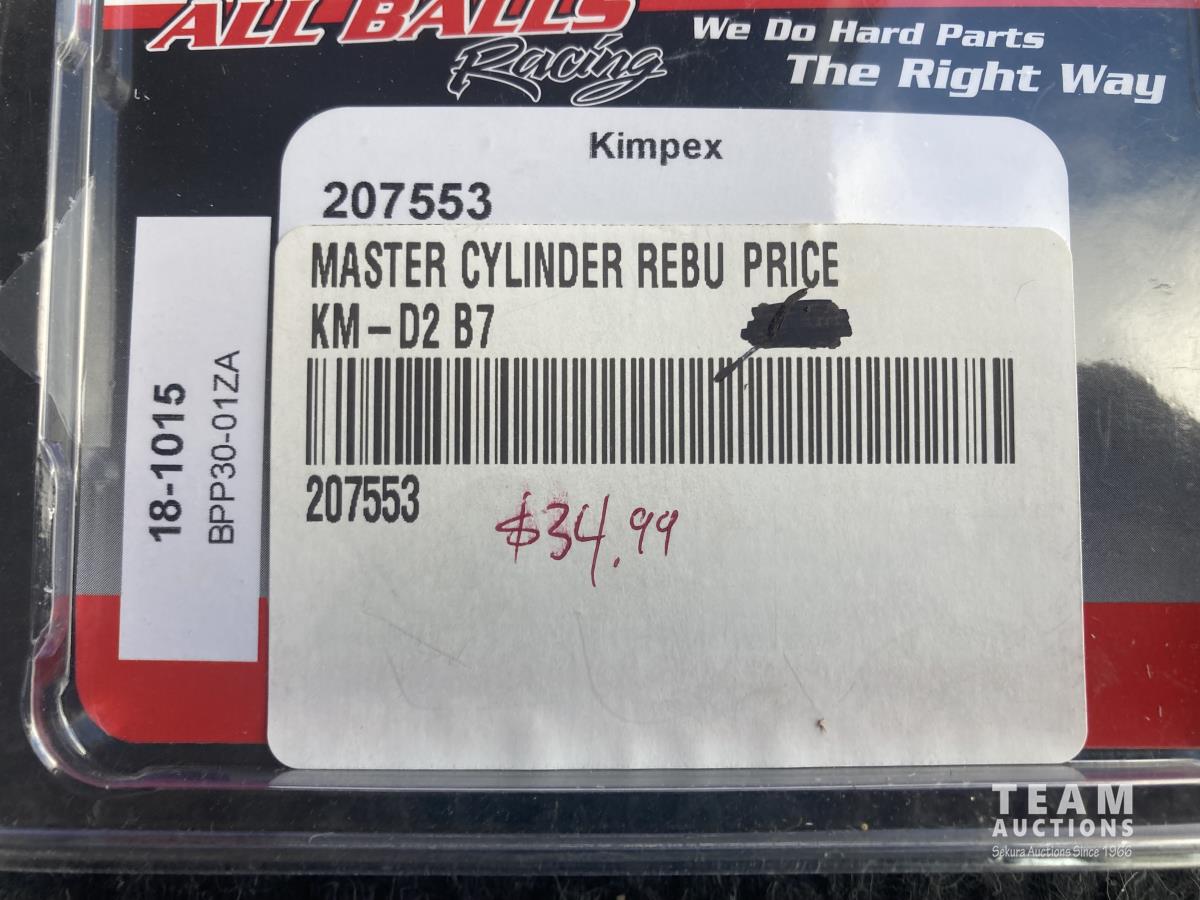 ALL BALLS
Racing
We Do Hard Parts
The Right Way
Kimpex
207553
MASTER CYLINDER REBU PRICE
KM-D2 B7
207553
$34.99
18-1015
BPP30-01ZA
TEAM
AUCTIONS
Sekura Auctions Since 1966